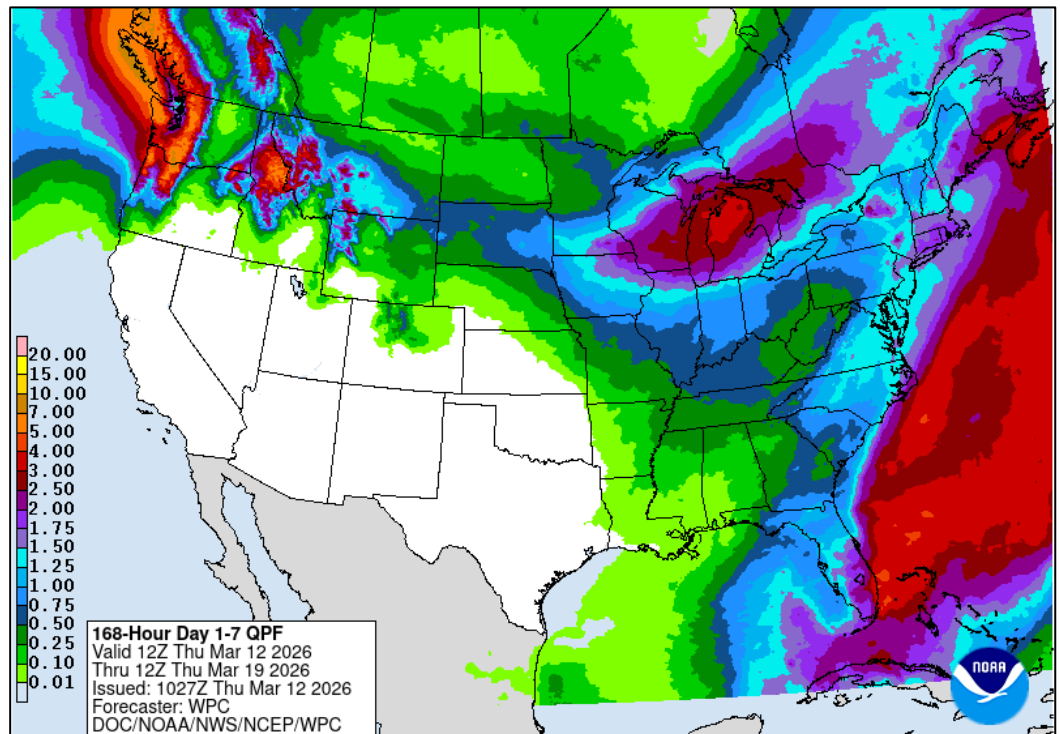 20.00
15.00
10.00
7.00
5.00
4.00
3.00
2.50
2.00
1.75
1.50
1.25
1.00
0.75
0.50
0.25
0.10
0.01
168-Hour Day 1-7 QPF
Valid 12Z Thu Mar 12 2026
Thru 12Z Thu Mar 19 2026
Issued: 1027Z Thu Mar 12 2026
Forecaster: WPC
DOC/NOAA/NWS/NCEP/WPC
NOAA